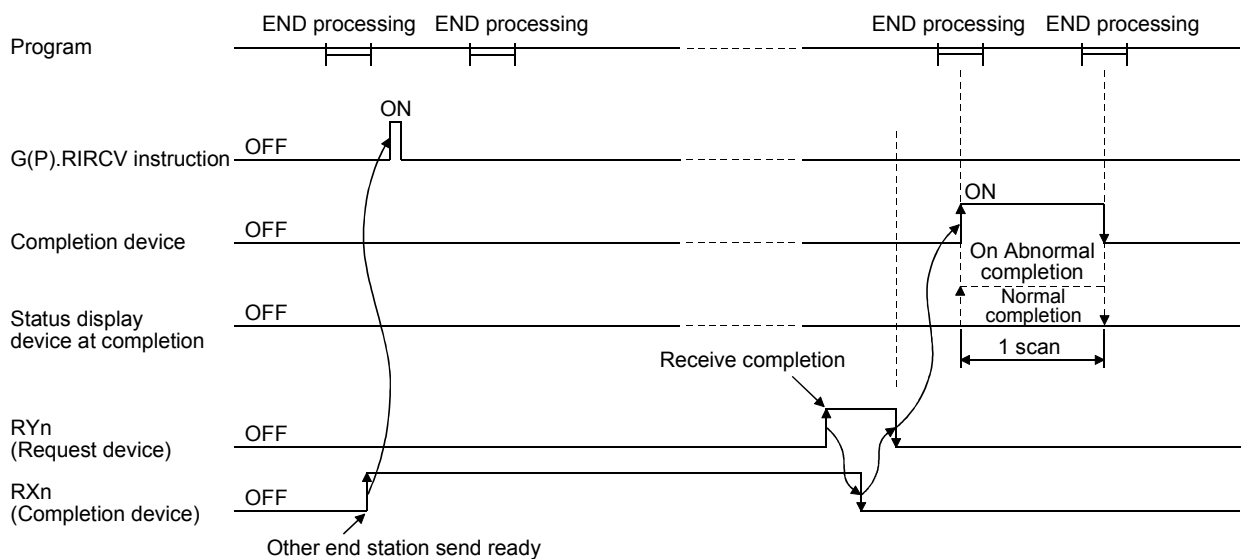 END processing
END processing
END processing
END processing
Program
ON
G(P).RIRCV instruction
OFF
ON
Completion device
OFF
On Abnormal
completion
Normal
completion
Status display
device at completion
OFF
1 scan
Receive completion
RYn
(Request device)
OFF
RXn
(Completion device)
OFF
Other end station send ready